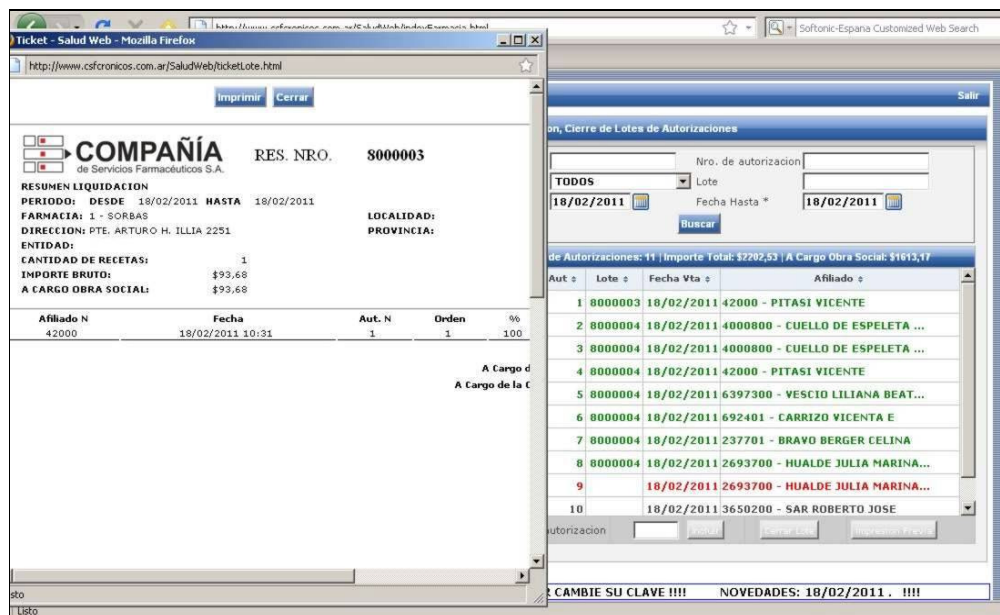 Ticket - Salud Web - Mozilla Firefox
http://www.csfcronicos.com.ar/SaludWeb/ticketLote.html
Imprimir Cerrar
COMPAÑÍA
de Servicios Farmacéuticos S.A.
RES. NRO. 8000003
RESUMEN LIQUIDACION
PERIODO: DESDE 18/02/2011 HASTA 18/02/2011
FARMACIA: 1 - SORBAS LOCALIDAD:
DIRECCION: PTE. ARTURO H. ILLIA 2251 PROVINCIA:
ENTIDAD:
CANTIDAD DE RECETAS: 1
IMPORTE BRUTO: $93,68
A CARGO OBRA SOCIAL: $93,68
Afiliado N Fecha Aut. N Orden %
42000 18/02/2011 10:31 1 1 100
A Cargo d
A Cargo de la
sto
Listo
Softonic-Espana Customized Web Search
Salir
on, Cierre de Lotes de Autorizaciones
Nro. de autorizacion
TODOS Lote
18/02/2011 Fecha Hasta * 18/02/2011
Buscar
de Autorizaciones: 11 | Importe Total: $2202,53 | A Cargo Obra Social: $1613,17
Aut Lote Fecha Vta Afiliado
1 8000003 18/02/2011 42000 - PITASI VICENTE
2 8000004 18/02/2011 4000800 - CUELLO DE ESPELETA ...
3 8000004 18/02/2011 4000800 - CUELLO DE ESPELETA ...
4 8000004 18/02/2011 42000 - PITASI VICENTE
5 8000004 18/02/2011 6397300 - VESCIO LILIANA BEAT...
6 8000004 18/02/2011 692401 - CARRIZO VICENTA E
7 8000004 18/02/2011 237701 - BRAVO BERGER CELINA
8 8000004 18/02/2011 2693700 - HUALDE JULIA MARINA...
9 18/02/2011 2693700 - HUALDE JULIA MARINA...
10 18/02/2011 3650200 - SAR ROBERTO JOSE
autorizacion
CAMBIE SU CLAVE !!!! NOVEDADES: 18/02/2011 . !!!!